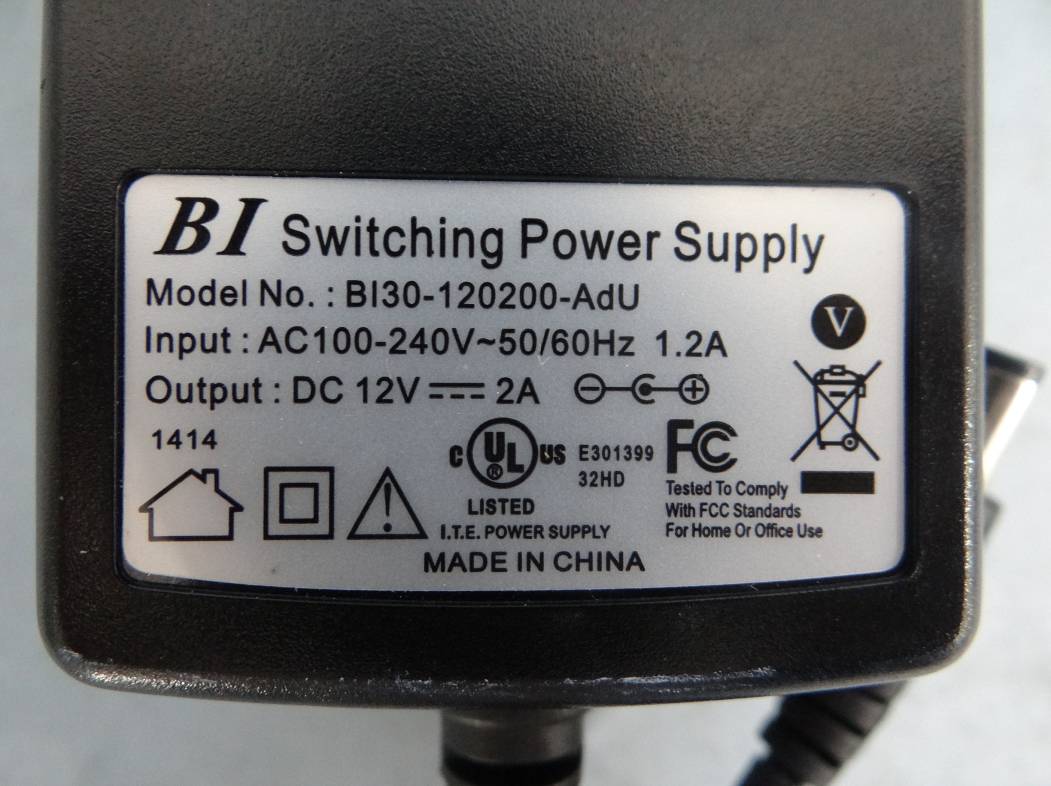 BI Switching Power Supply
Model No. : BI30-120200-AdU
Input : AC100-240V~50/60Hz 1.2A
Output : DC 12V ⎓ 2A
V
1414
C UL US
®
LISTED
E301399
32HD
I.T.E. POWER SUPPLY
FC
Tested To Comply
With FCC Standards
For Home Or Office Use
MADE IN CHINA